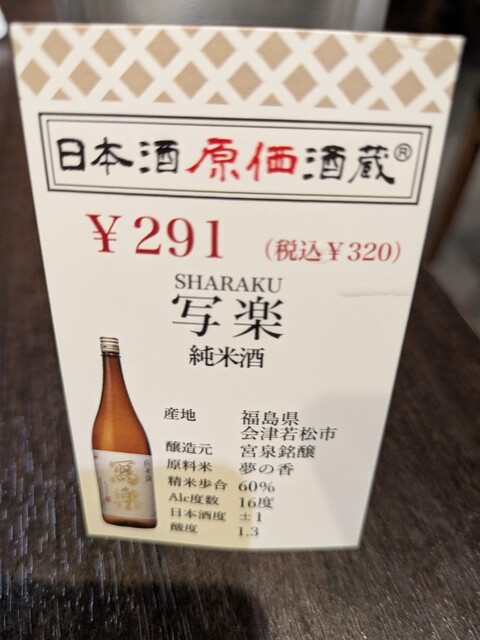 日本酒原価酒蔵®
￥291 （税込￥320）
SHARAKU
写楽
純米酒
産地 福島県
会津若松市
醸造元 宮泉銘醸
原料米 夢の香
精米歩合 60％
Alc度数 16度
日本酒度 ±1
酸度 1.3
寫樂